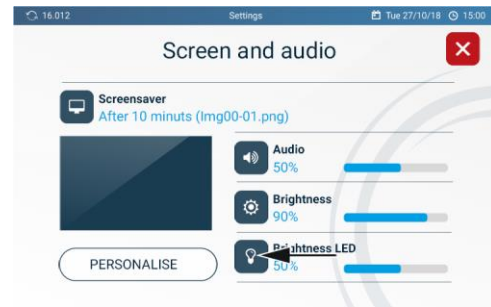 16.012 Settings Tue 27/10/18 15:00
Screen and audio
Screensaver
After 10 minuts (Img00-01.png)
Audio
50%
Brightness
90%
Brightness LED
50%
PERSONALISE